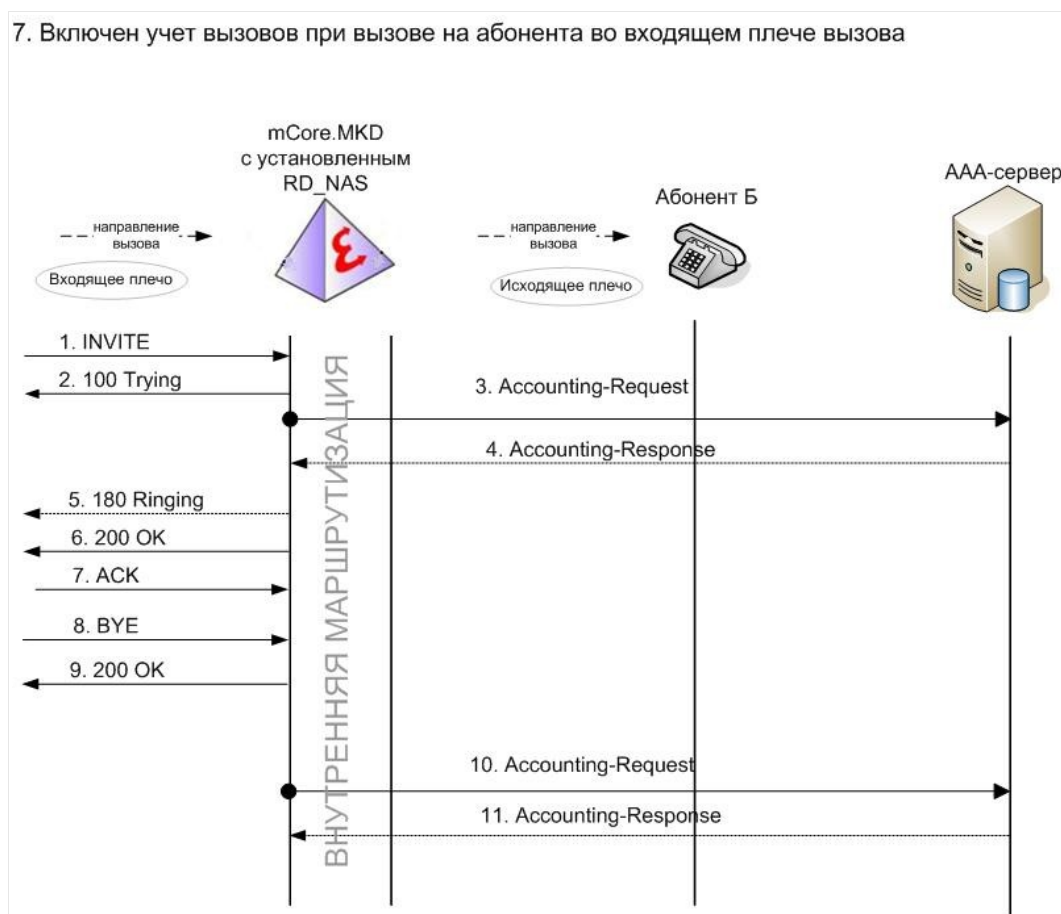 7. Включен учет вызовов при вызове на абонента во входящем плече вызова
mCore.MKD
с установленным
RD_NAS
ААА-сервер
Абонент Б
направление
вызова
направление
вызова
Входящее плечо
Исходящее плечо
1. INVITE
2. 100 Trying
3. Accounting-Request
4. Accounting-Response
5. 180 Ringing
6. 200 OK
7. ACK
8. BYE
9. 200 OK
ВНУТРЕННЯЯ МАРШРУТИЗАЦИЯ
10. Accounting-Request
11. Accounting-Response